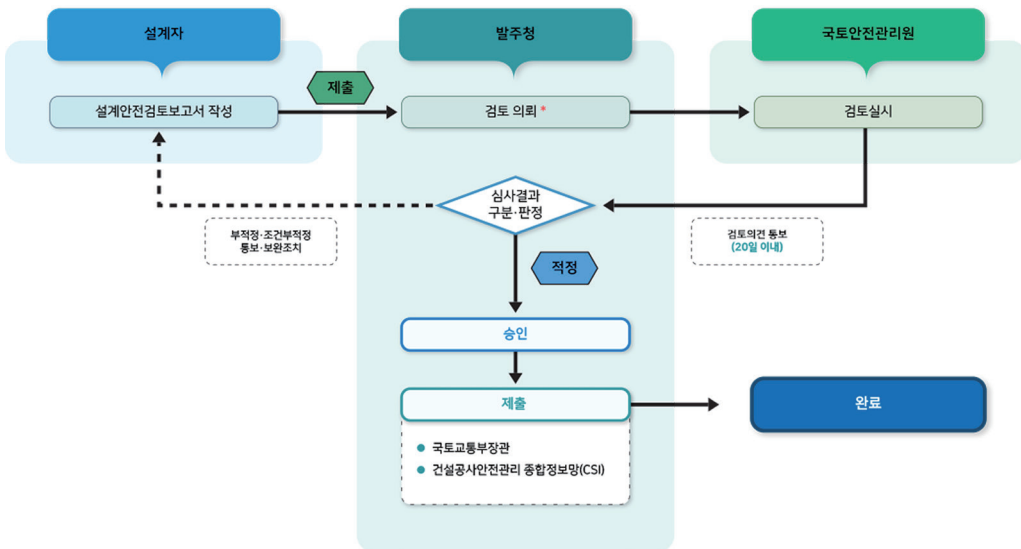 설계자
발주청
국토안전관리원
제출
설계안전검토보고서 작성
검토 의뢰 *
검토실시
심사결과
구분·판정
부적정·조건부적정
통보·보완조치
검토의견 통보
(20일 이내)
적정
승인
제출
완료
국토교통부장관
건설공사안전관리 종합정보망(CSI)